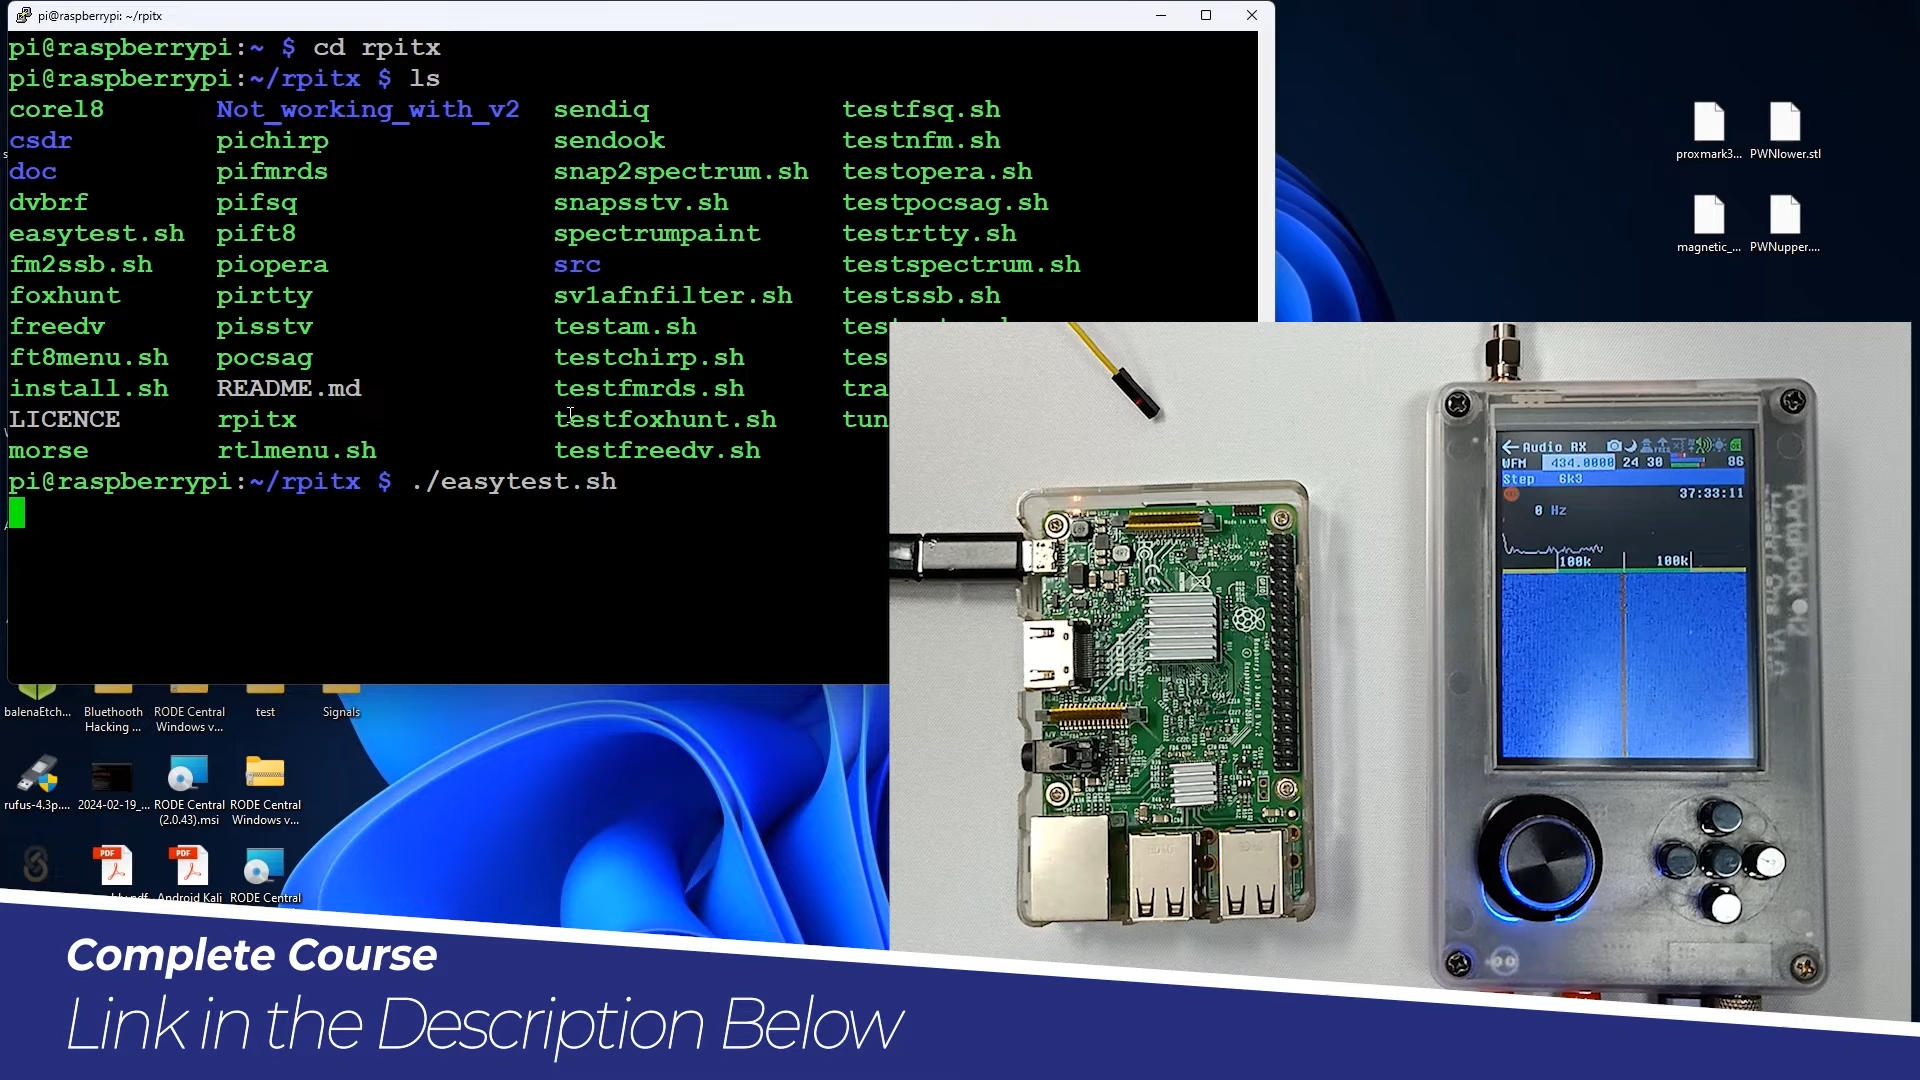 pi@raspberrypi: ~/rpitx
pi@raspberrypi:~ $ cd rpitx
pi@raspberrypi:~/rpitx $ ls
corel8 Not_working_with_v2 sendiq testfsq.sh
csdr pichirp sendook testnfm.sh
doc pifmrds snap2spectrum.sh testopera.sh
dvbrf pifsq snapsstv.sh testpocsag.sh
easytest.sh pift8 spectrumpaint testrtty.sh
fm2ssb.sh piopera src testspectrum.sh
foxhunt pirtty sv1afnfilter.sh testssb.sh
freedv pisstv testam.sh
ft8menu.sh pocsag testchirp.sh tes
install.sh README.md testfmrds.sh tra
LICENCE rpitx testfoxhunt.sh tun
morse rtlmenu.sh testfreedv.sh
pi@raspberrypi:~/rpitx $ ./easytest.sh
proxmark3... PWNlower.stl
magnetic_... PWNupper....
Audio RX
WFM 434.0000 24 30 86
Step 6k3
37:33:11
0 Hz
100k 100k
balenaEtch... Bluethooth Hacking ... RODE Central Windows v... test Signals
rufus-4.3p.... 2024-02-19_... RODE Central (2.0.43).msi RODE Central Windows v...
PDF PDF
Android Kali RODE Central
Complete Course
Link in the Description Below